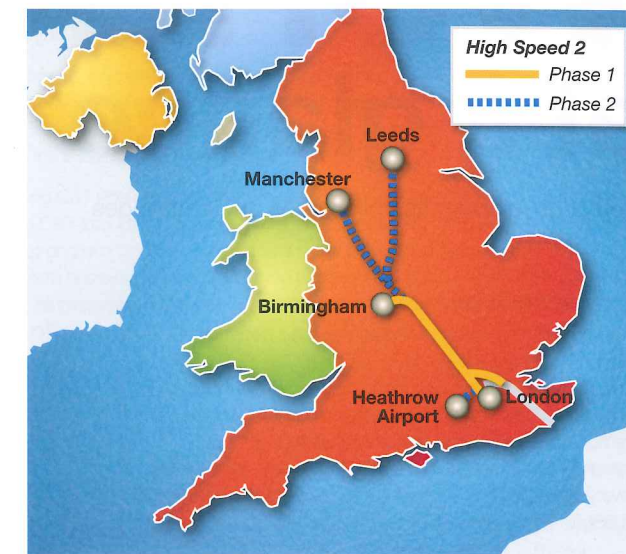 High Speed 2
Phase 1
Phase 2
Leeds
Manchester
Birmingham
Heathrow
Airport
London